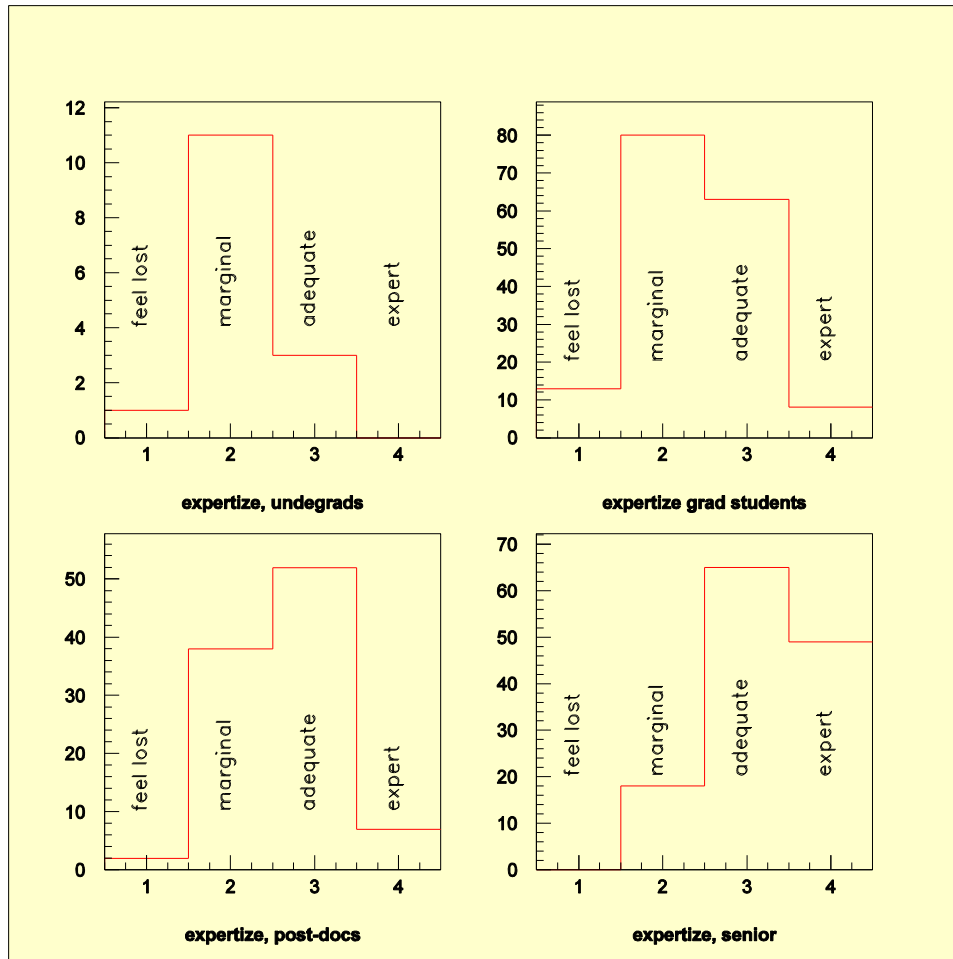 12
10
8
6
4
2
0
feel lost
marginal
adequate
expert
1 2 3 4
expertize, undegrads
80
70
60
50
40
30
20
10
0
feel lost
marginal
adequate
expert
1 2 3 4
expertize grad students
50
40
30
20
10
0
feel lost
marginal
adequate
expert
1 2 3 4
expertize, post-docs
70
60
50
40
30
20
10
0
feel lost
marginal
adequate
expert
1 2 3 4
expertize, senior